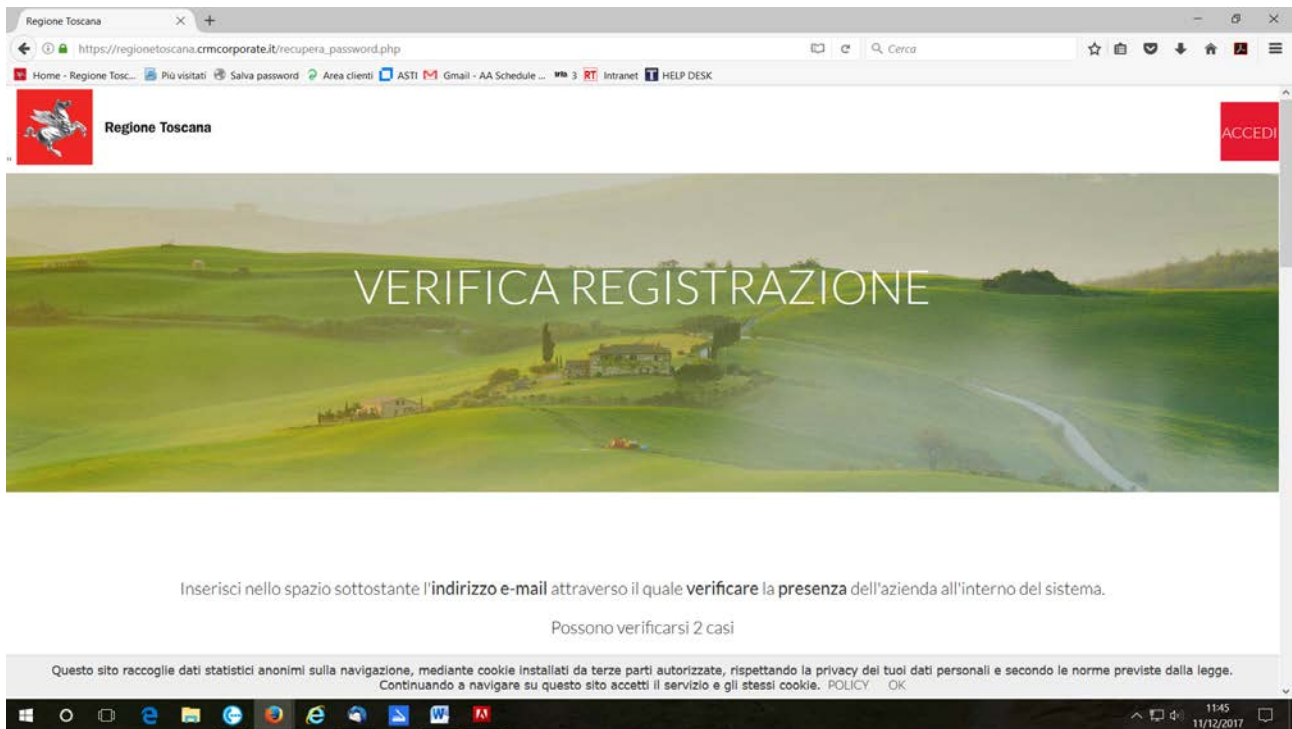 Regione Toscana
https://regionetoscana.crmcorporate.it/recupera_password.php
Cerca
Home - Regione Tosc... Più visitati Salva password Area clienti ASTI Gmail - AA Schedule ... 3 RT Intranet HELP DESK
Regione Toscana
ACCEDI
"
VERIFICA REGISTRAZIONE
Inserisci nello spazio sottostante l'indirizzo e-mail attraverso il quale verificare la presenza dell'azienda all'interno del sistema.
Possono verificarsi 2 casi
Questo sito raccoglie dati statistici anonimi sulla navigazione, mediante cookie installati da terze parti autorizzate, rispettando la privacy dei tuoi dati personali e secondo le norme previste dalla legge.
Continuando a navigare su questo sito accetti il servizio e gli stessi cookie. POLICY OK
11:45
11/12/2017